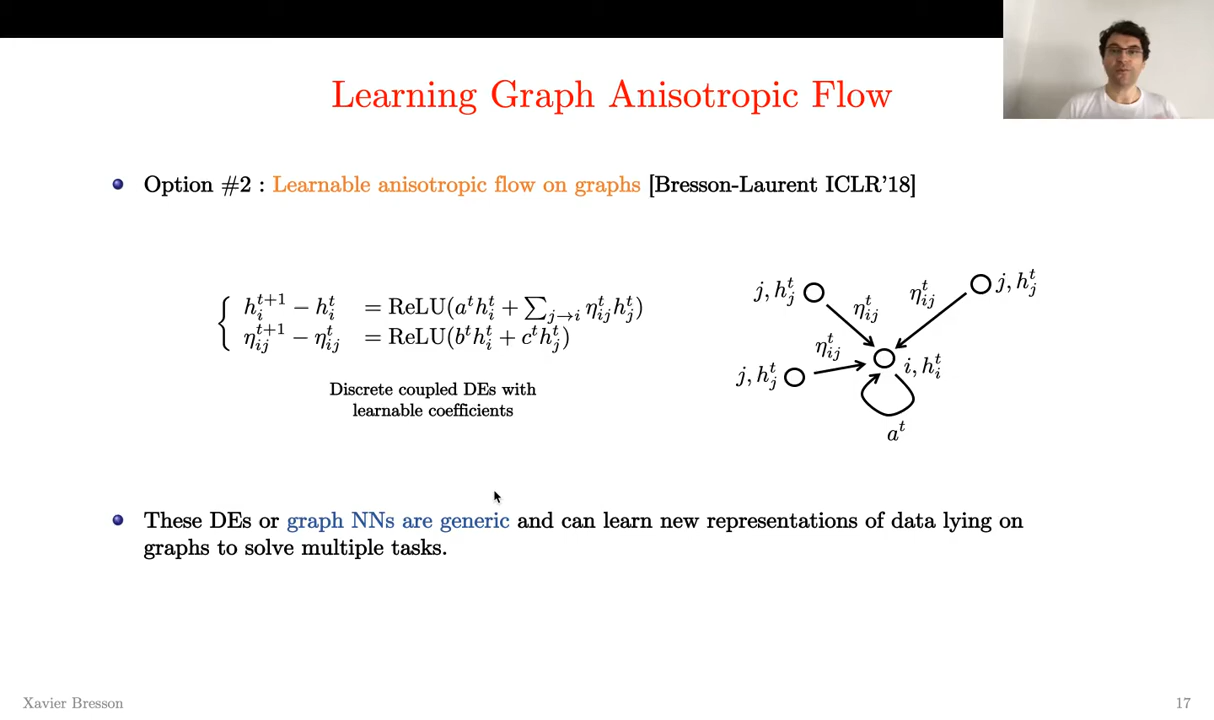 Learning Graph Anisotropic Flow
Option #2 : Learnable anisotropic flow on graphs [Bresson-Laurent ICLR'18]
h_i^{t+1} − h_i^t = ReLU(a^t h_i^t + ∑_{j→i} η_{ij}^t h_j^t)
η_{ij}^{t+1} − η_{ij}^t = ReLU(b^t h_i^t + c^t h_j^t)
Discrete coupled DEs with
learnable coefficients
j, h_j^t
η_{ij}^t
η_{ij}^t
j, h_j^t
j, h_j^t
η_{ij}^t
i, h_i^t
a^t
These DEs or graph NNs are generic and can learn new representations of data lying on
graphs to solve multiple tasks.
Xavier Bresson
17